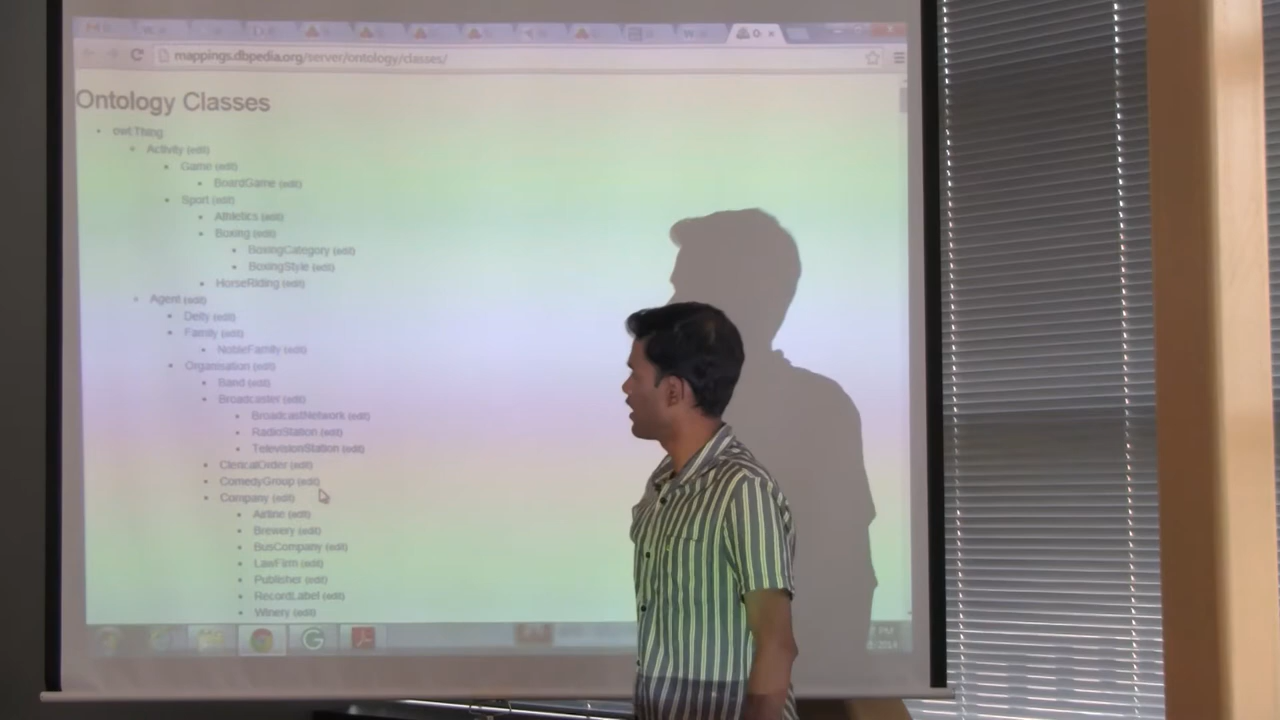 mappings.dbpedia.org/server/ontology/classes/
Ontology Classes
owl:Thing
Activity (edit)
Game (edit)
BoardGame (edit)
Sport (edit)
Athletics (edit)
Boxing (edit)
BoxingCategory (edit)
BoxingStyle (edit)
HorseRiding (edit)
Agent (edit)
Deity (edit)
Family (edit)
NobleFamily (edit)
Organisation (edit)
Band (edit)
Broadcaster (edit)
BroadcastNetwork (edit)
RadioStation (edit)
TelevisionStation (edit)
ClericalOrder (edit)
ComedyGroup (edit)
Company (edit)
Airline (edit)
Brewery (edit)
BusCompany (edit)
LawFirm (edit)
Publisher (edit)
RecordLabel (edit)
Winery (edit)
PM